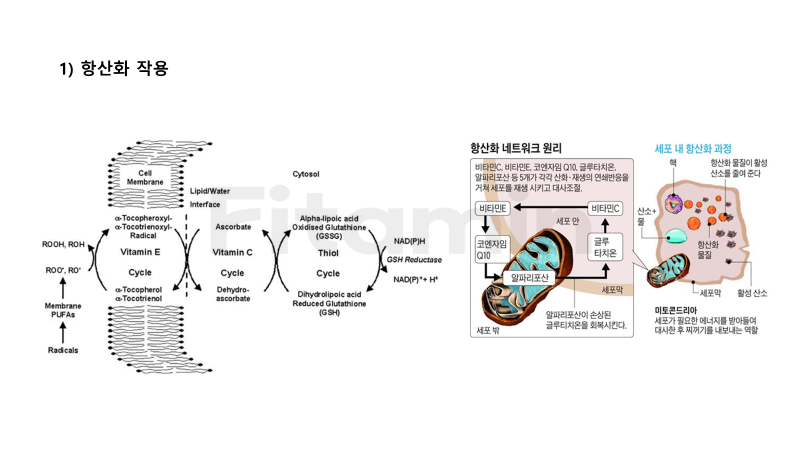 1) 항산화 작용
Fitamin
Cell
Membrane
Cytosol
Lipid/Water
Interface
α-Tocopheroxyl-
α-Tocotrienoxyl-
Radical
Vitamin E
Cycle
α-Tocopherol
α-Tocotrienol
ROOH, ROH
ROO•, RO•
Membrane
PUFAs
Radicals
Ascorbate
Vitamin C
Cycle
Dehydro-
ascorbate
Alpha-lipoic acid
Oxidised Glutathione
(GSSG)
Thiol
Cycle
Dihydrolipoic acid
Reduced Glutathione
(GSH)
NAD(P)H
GSH Reductase
NAD(P)⁺+ H⁺
항산화 네트워크 원리
비타민C, 비타민E, 코엔자임 Q10, 글루타치온,
알파리포산 등 5개가 각각 산화·재생의 연쇄반응을
거쳐 세포를 재생 시키고 대사조절.
비타민E
비타민C
세포 안
코엔자임
Q10
글루
타치온
알파리포산
세포막
알파리포산이 손상된
글루티치온을 회복시킨다.
세포 밖
세포 내 항산화 과정
핵
항산화 물질이 활성
산소를 줄여 준다
산소+
물
항산화
물질
세포막
활성 산소
미토콘드리아
세포가 필요한 에너지를 받아들여
대사한 후 찌꺼기를 내보내는 역할